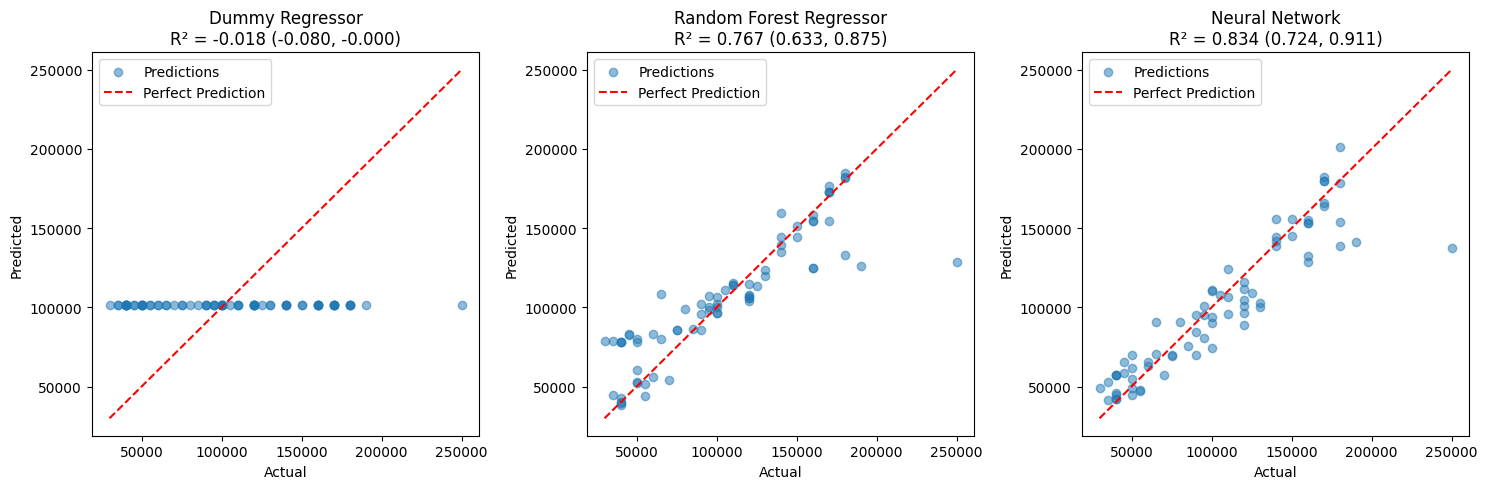 Dummy Regressor
R² = -0.018 (-0.080, -0.000)
Predictions
Perfect Prediction
250000
200000
150000
100000
50000
Predicted
50000 100000 150000 200000 250000
Actual
Random Forest Regressor
R² = 0.767 (0.633, 0.875)
Predictions
Perfect Prediction
250000
200000
150000
100000
50000
Predicted
50000 100000 150000 200000 250000
Actual
Neural Network
R² = 0.834 (0.724, 0.911)
Predictions
Perfect Prediction
250000
200000
150000
100000
50000
Predicted
50000 100000 150000 200000 250000
Actual